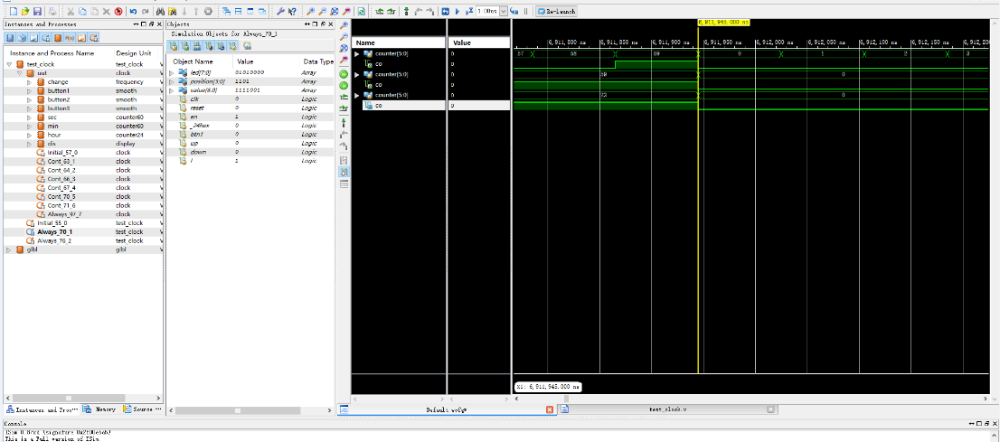 1.00us
Re-launch
Instances and Processes
Objects
Simulation Objects for Always_70_1
Instance and Process Name Design Unit
test_clock test_clock V
uut clock V
change frequency V
button1 smooth V
button2 smooth V
button3 smooth V
sec counter60 V
min counter60 V
hour counter24 V
dis display V
Initial_57_0 clock V
Cont_63_1 clock V
Cont_64_2 clock V
Cont_66_3 clock V
Cont_67_4 clock V
Cont_70_5 clock V
Cont_71_6 clock V
Always_97_7 clock V
Initial_55_0 test_clock V
Always_70_1 test_clock V
Always_76_2 test_clock V
glbl glbl V
Object Name Value Data Type
led[7:0] 01010000 Array
position[3:0] 1101 Array
value[6:0] 1111001 Array
clk 0 Logic
reset 0 Logic
en 1 Logic
_24hex 0 Logic
btn1 0 Logic
up 0 Logic
down 0 Logic
Logic
Name Value
counter[5:0] 0
co 0
counter[5:0] 0
co 0
counter[5:0] 0
co 0
6,911,945.000 ns
6,911,800 ns 6,911,850 ns 6,911,900 ns 6,911,950 ns 6,912,000 ns 6,912,050 ns 6,912,100 ns 6,912,150 ns 6,912,200
57 58 59 0 1 2 3
59 0
23 0
X1: 6,911,945.000 ns
Instances and Proc
Memory
Source
Default.wcfg*
test_clock.v
Console
This is a Full version of ISim.